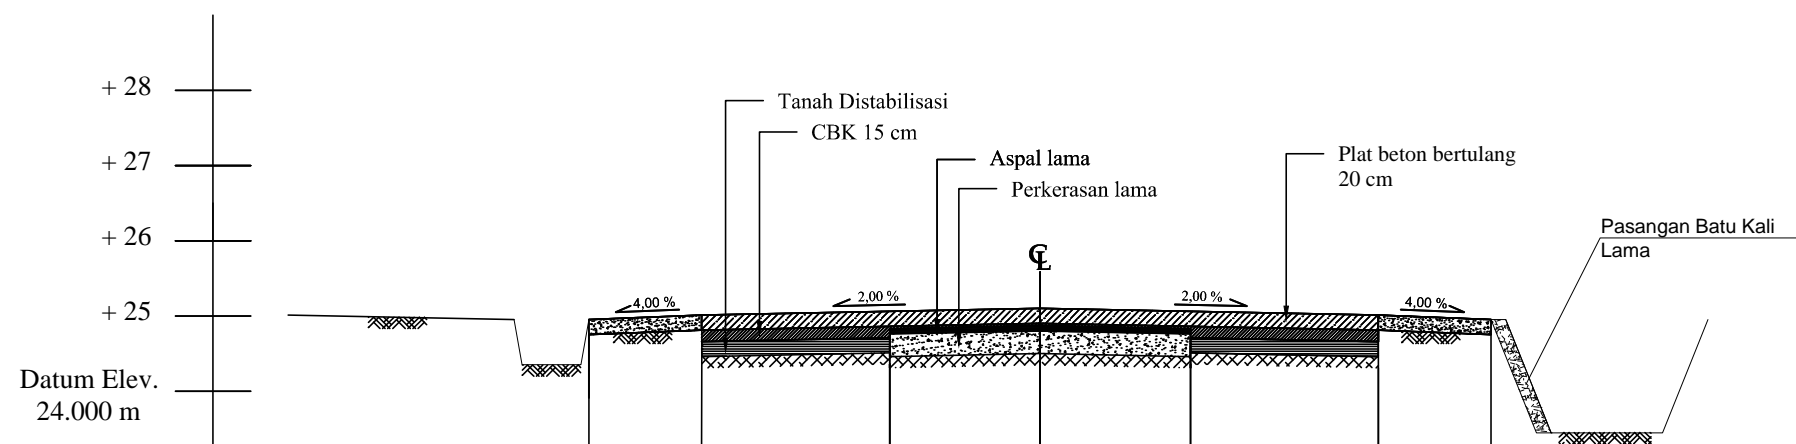 + 28
+ 27
+ 26
+ 25
Datum Elev.
24.000 m
Tanah Distabilisasi
CBK 15 cm
Aspal lama
Perkerasan lama
Plat beton bertulang
20 cm
Pasangan Batu Kali
Lama
CL
4,00 %
2,00 %
2,00 %
4,00 %